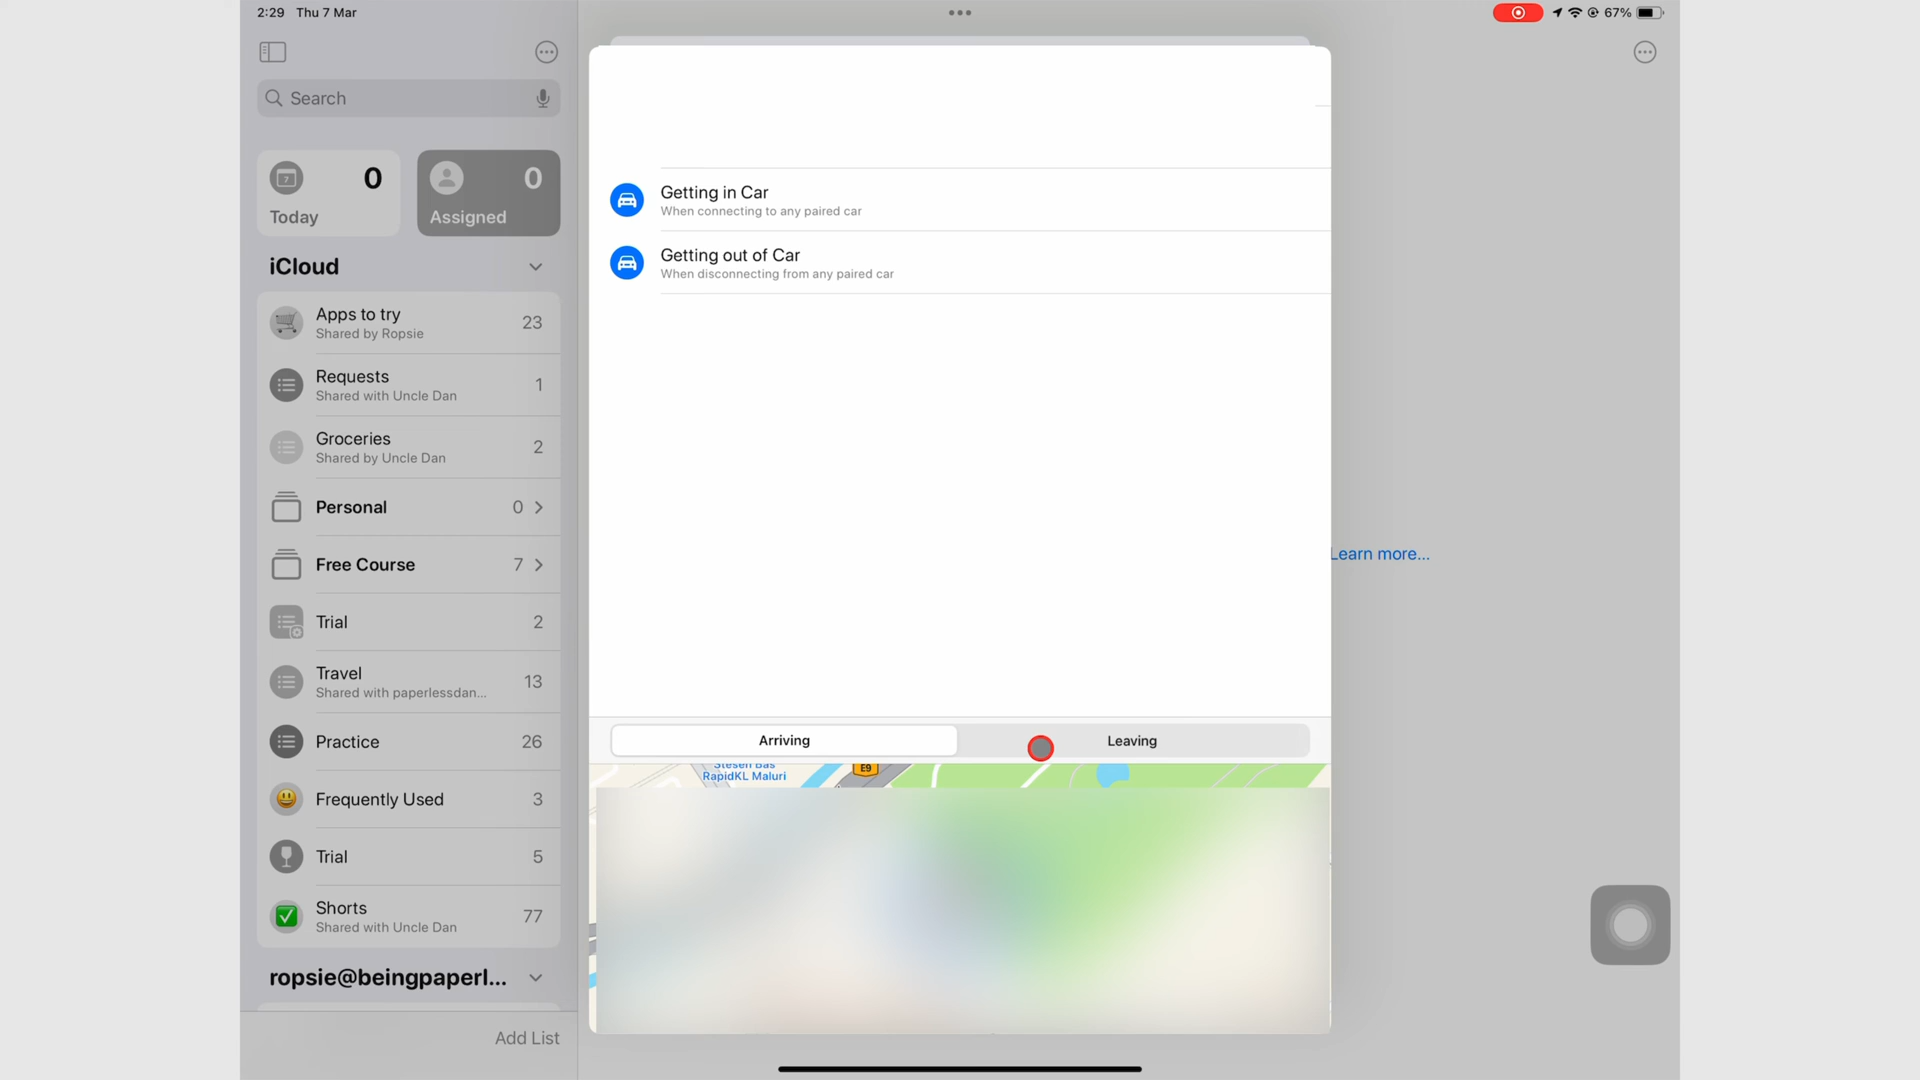 2:29 Thu 7 Mar
67%
Search
7
0
Today
0
Assigned
iCloud
Apps to try
Shared by Ropsie
23
Requests
Shared with Uncle Dan
1
Groceries
Shared by Uncle Dan
2
Personal
0
Free Course
7
Trial
2
Travel
Shared with paperlessdan...
13
Practice
26
Frequently Used
3
Trial
5
Shorts
Shared with Uncle Dan
77
ropsie@beingpaperl...
Add List
Getting in Car
When connecting to any paired car
Getting out of Car
When disconnecting from any paired car
Learn more...
Arriving
Leaving
Stesen Bas
RapidKL Maluri
E9